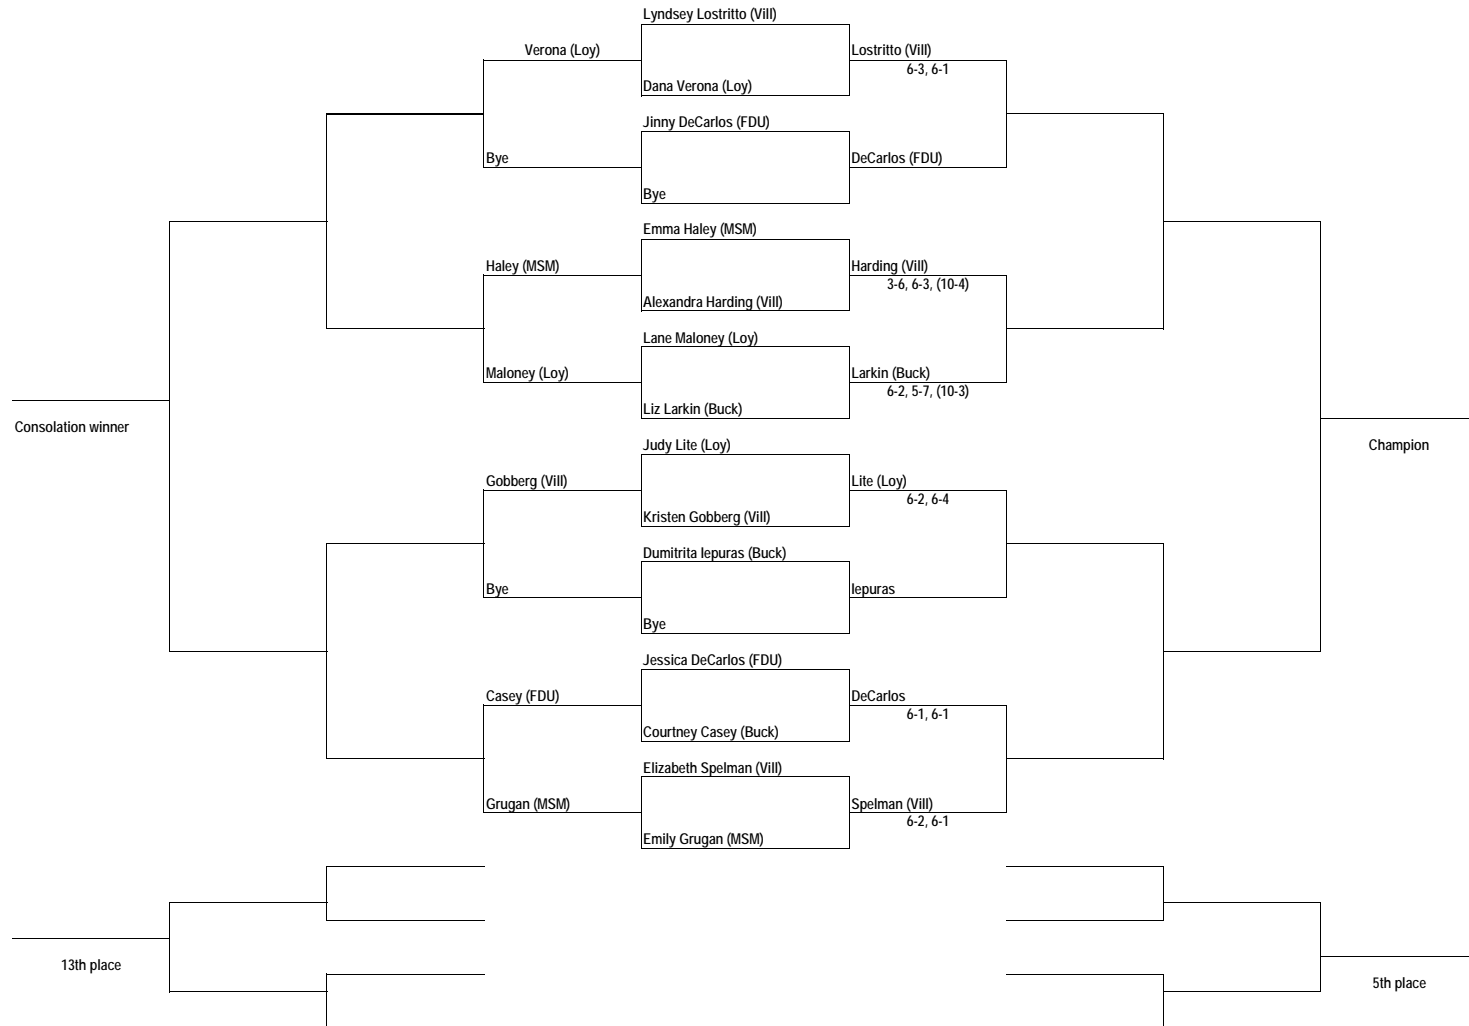 Lyndsey Lostritto (Vill)
Verona (Loy)
Lostritto (Vill)
6-3, 6-1
Dana Verona (Loy)
Jinny DeCarlos (FDU)
Bye
DeCarlos (FDU)
Bye
Emma Haley (MSM)
Haley (MSM)
Harding (Vill)
3-6, 6-3, (10-4)
Alexandra Harding (Vill)
Lane Maloney (Loy)
Maloney (Loy)
Larkin (Buck)
6-2, 5-7, (10-3)
Liz Larkin (Buck)
Consolation winner
Champion
Judy Lite (Loy)
Gobberg (Vill)
Lite (Loy)
6-2, 6-4
Kristen Gobberg (Vill)
Dumitrita Iepuras (Buck)
Bye
Iepuras
Bye
Jessica DeCarlos (FDU)
Casey (FDU)
DeCarlos
6-1, 6-1
Courtney Casey (Buck)
Elizabeth Spelman (Vill)
Grugan (MSM)
Spelman (Vill)
6-2, 6-1
Emily Grugan (MSM)
13th place
5th place